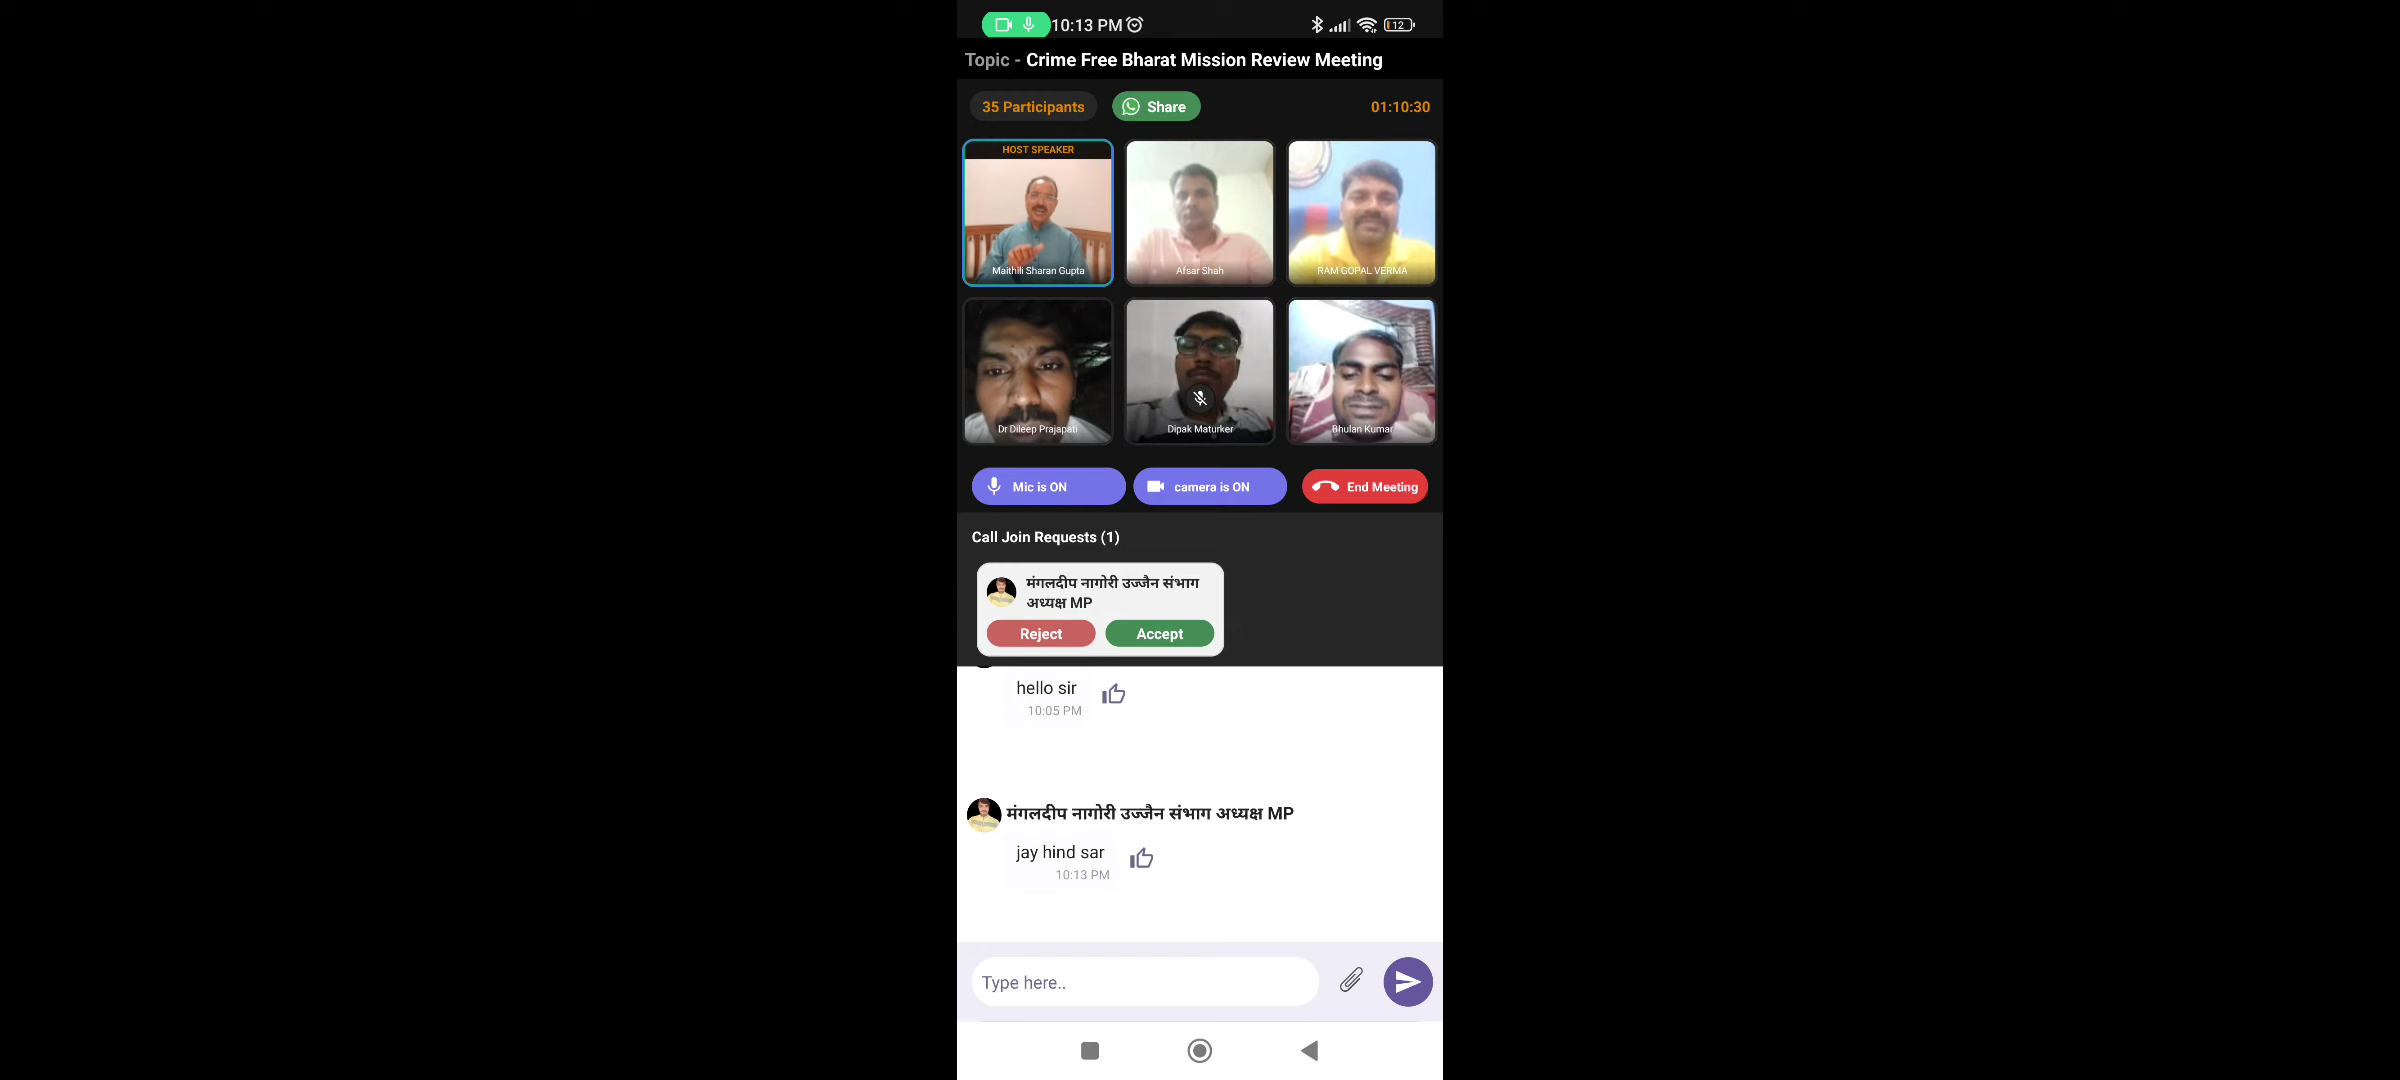 10:13 PM 12
Topic - Crime Free Bharat Mission Review Meeting
35 Participants Share 01:10:30
HOST SPEAKER
Maithili Sharan Gupta Afsar Shah RAM GOPAL VERMA
Dr Dileep Prajapati Dipak Maturker Bhulan Kumar
Mic is ON camera is ON End Meeting
Call Join Requests (1)
मंगलदीप नागोरी उज्जैन संभाग
अध्यक्ष MP
Reject Accept
hello sir
10:05 PM
मंगलदीप नागोरी उज्जैन संभाग अध्यक्ष MP
jay hind sar
10:13 PM
Type here..